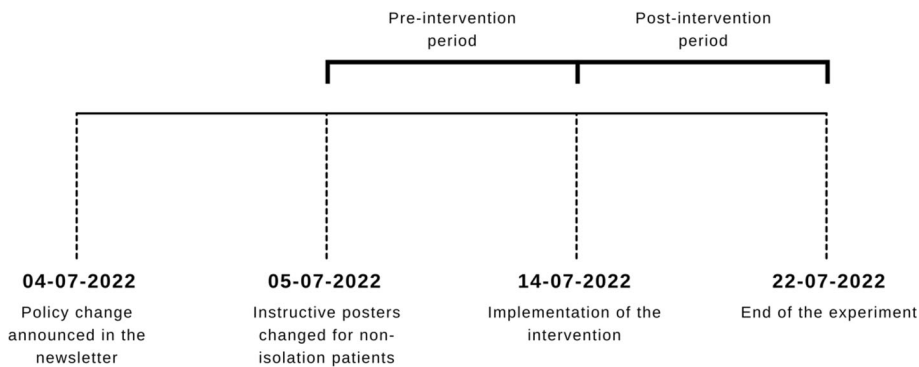 Pre-intervention
period
Post-intervention
period
04-07-2022
Policy change
announced in the
newsletter
05-07-2022
Instructive posters
changed for non-
isolation patients
14-07-2022
Implementation of the
intervention
22-07-2022
End of the experiment